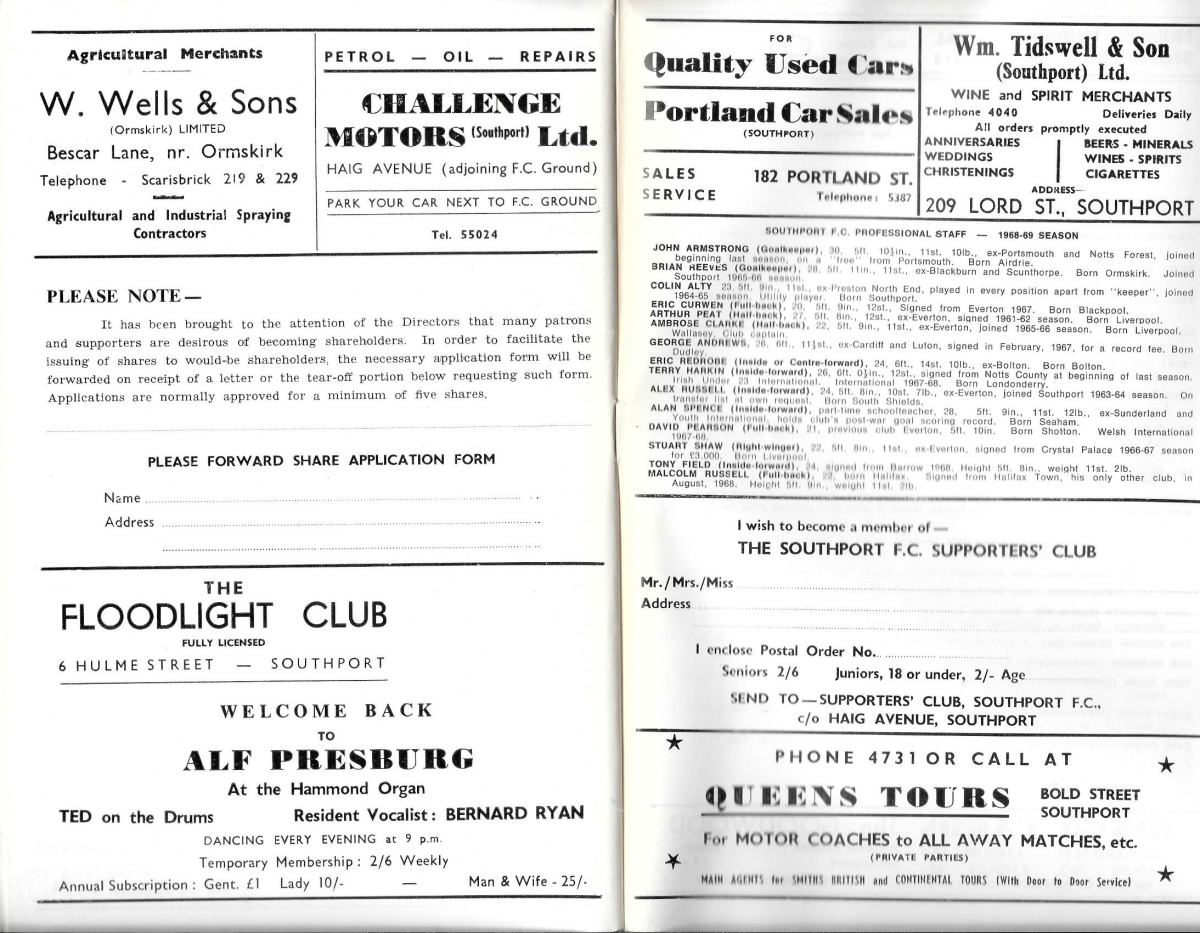 Agricultural Merchants
W. Wells & Sons
(Ormskirk) LIMITED
Bescar Lane, nr. Ormskirk
Telephone - Scarisbrick 219 & 229
Agricultural and Industrial Spraying
Contractors
PETROL — OIL — REPAIRS
CHALLENGE
MOTORS (Southport) Ltd.
HAIG AVENUE (adjoining F.C. Ground)
PARK YOUR CAR NEXT TO F.C. GROUND
Tel. 55024
PLEASE NOTE—
It has been brought to the attention of the Directors that many patrons
and supporters are desirous of becoming shareholders. In order to facilitate the
issuing of shares to would-be shareholders, the necessary application form will be
forwarded on receipt of a letter or the tear-off portion below requesting such form.
Applications are normally approved for a minimum of five shares.
PLEASE FORWARD SHARE APPLICATION FORM
Name
Address
THE
FLOODLIGHT CLUB
FULLY LICENSED
6 HULME STREET — SOUTHPORT
WELCOME BACK
TO
ALF PRESBURG
At the Hammond Organ
TED on the Drums Resident Vocalist: BERNARD RYAN
DANCING EVERY EVENING at 9 p.m.
Temporary Membership: 2/6 Weekly
Annual Subscription: Gent. £1 Lady 10/- — Man & Wife - 25/-
FOR
Quality Used Cars
Portland Car Sales
(SOUTHPORT)
SALES 182 PORTLAND ST.
SERVICE Telephone: 5387
Wm. Tidswell & Son
(Southport) Ltd.
WINE and SPIRIT MERCHANTS
Telephone 4040 Deliveries Daily
All orders promptly executed
ANNIVERSARIES BEERS - MINERALS
WEDDINGS WINES - SPIRITS
CHRISTENINGS CIGARETTES
ADDRESS—
209 LORD ST., SOUTHPORT
SOUTHPORT F.C. PROFESSIONAL STAFF — 1968-69 SEASON
JOHN ARMSTRONG (Goalkeeper), 30, 5ft. 10½in., 11st. 10lb., ex-Portsmouth and Notts Forest, joined
beginning last season, on a "free" from Portsmouth. Born Airdrie.
BRIAN REEVES (Goalkeeper), 28, 5ft. 11in., 11st., ex-Blackburn and Scunthorpe. Born Ormskirk. Joined
Southport 1965-66 season.
COLIN ALTY 23, 5ft. 9in., 11st., ex-Preston North End, played in every position apart from "keeper", joined
1964-65 season. Utility player. Born Southport.
ERIC CURWEN (Full-back), 20, 5ft. 9in., 12st., Signed from Everton 1967. Born Blackpool.
ARTHUR PEAT (Half-back), 27, 5ft. 8in., 12st., ex-Everton, signed 1961-62 season. Born Liverpool.
AMBROSE CLARKE (Half-back), 22, 5ft. 9in., 11st., ex-Everton, joined 1965-66 season. Born Liverpool,
Wallasey. Club captain.
GEORGE ANDREWS, 26, 6ft., 11½st., ex-Cardiff and Luton, signed in February, 1967, for a record fee. Born
Dudley.
ERIC REDROBE (Inside or Centre-forward), 24, 6ft., 14st. 10lb., ex-Bolton. Born Bolton.
TERRY HARKIN (Inside-forward), 26, 6ft. 0½in., 12st., signed from Notts County at beginning of last season.
Irish Under 23 International. International 1967-68. Born Londonderry.
ALEX RUSSELL (Inside-forward), 24, 5ft. 8in., 10st. 7lb., ex-Everton, joined Southport 1963-64 season. On
transfer list at own request. Born South Shields.
ALAN SPENCE (Inside-forward), part-time schoolteacher, 28. 5ft. 9in., 11st. 12lb., ex-Sunderland and
Youth International, holds club's post-war goal scoring record. Born Seaham.
DAVID PEARSON (Full-back), 21, previous club Everton, 5ft. 10in. Born Shotton. Welsh International
1967-68.
STUART SHAW (Right-winger), 22, 5ft. 8in., 11st., ex-Everton, signed from Crystal Palace 1966-67 season
for £3,000. Born Liverpool.
TONY FIELD (Inside-forward), 24, signed from Barrow 1968. Height 5ft. 8in., weight 11st. 2lb.
MALCOLM RUSSELL (Full-back), 22, born Halifax. Signed from Halifax Town, his only other club, in
August, 1968. Height 5ft. 9in., weight 11st. 2lb.
I wish to become a member of—
THE SOUTHPORT F.C. SUPPORTERS' CLUB
Mr./Mrs./Miss
Address
I enclose Postal Order No.
Seniors 2/6 Juniors, 18 or under, 2/- Age
SEND TO—SUPPORTERS' CLUB, SOUTHPORT F.C.,
c/o HAIG AVENUE, SOUTHPORT
PHONE 4731 OR CALL AT
QUEENS TOURS BOLD STREET
SOUTHPORT
For MOTOR COACHES to ALL AWAY MATCHES, etc.
(PRIVATE PARTIES)
MAIN AGENTS for SMITHS BRITISH and CONTINENTAL TOURS (With Door to Door Service)